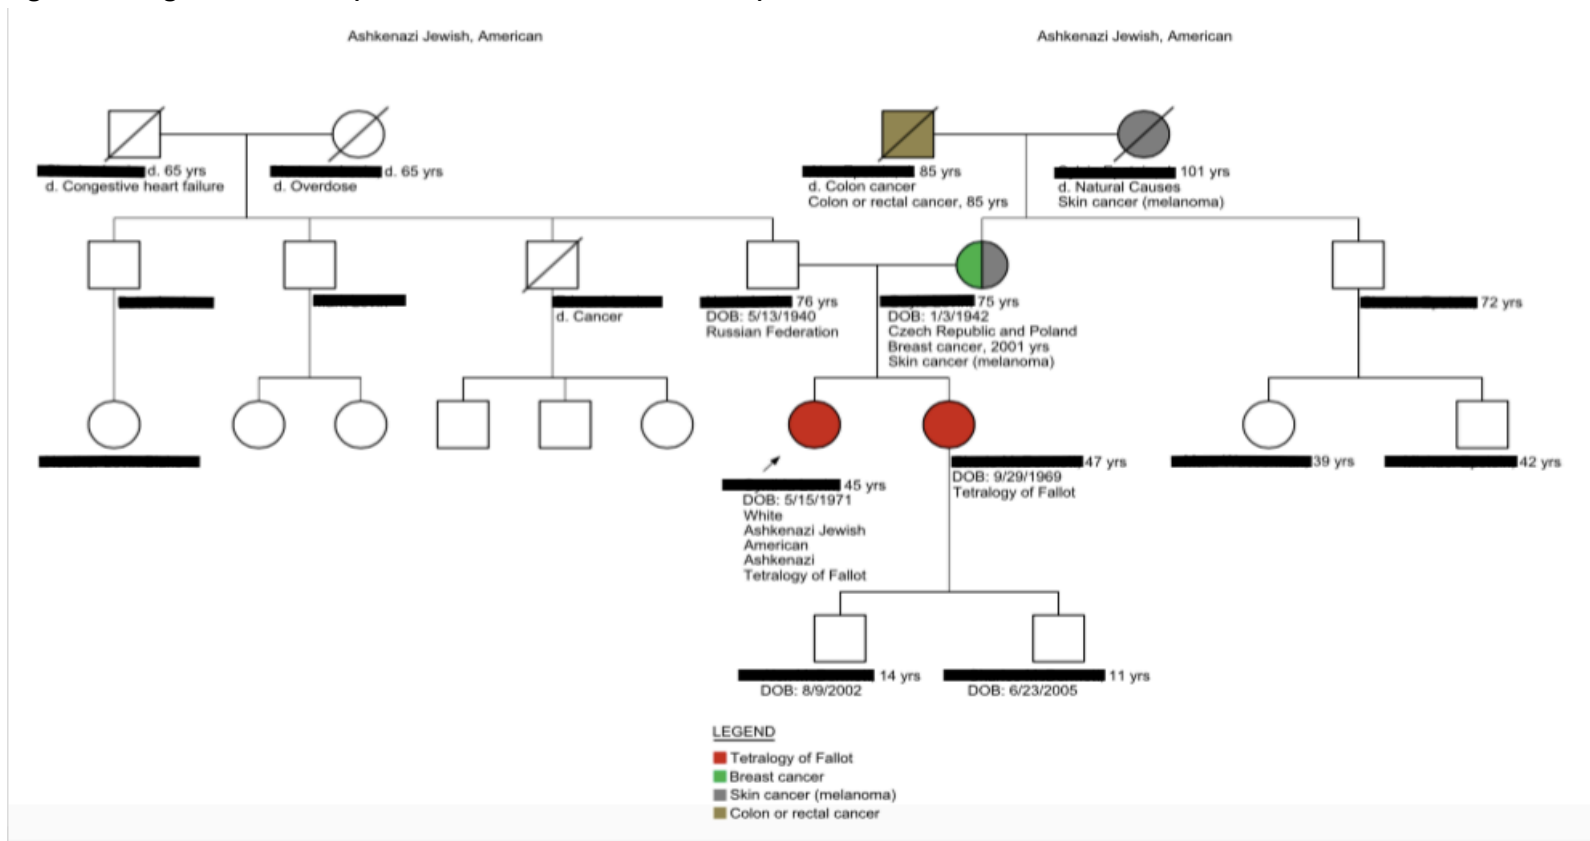 Ashkenazi Jewish, American
Ashkenazi Jewish, American
d. 65 yrs
d. Congestive heart failure
d. 65 yrs
d. Overdose
85 yrs
d. Colon cancer
Colon or rectal cancer, 85 yrs
101 yrs
d. Natural Causes
Skin cancer (melanoma)
d. Cancer
76 yrs
DOB: 5/13/1940
Russian Federation
75 yrs
DOB: 1/3/1942
Czech Republic and Poland
Breast cancer, 2001 yrs
Skin cancer (melanoma)
72 yrs
45 yrs
DOB: 5/15/1971
White
Ashkenazi Jewish
American
Ashkenazi
Tetralogy of Fallot
47 yrs
DOB: 9/29/1969
Tetralogy of Fallot
39 yrs
42 yrs
14 yrs
DOB: 8/9/2002
11 yrs
DOB: 6/23/2005
LEGEND
Tetralogy of Fallot
Breast cancer
Skin cancer (melanoma)
Colon or rectal cancer